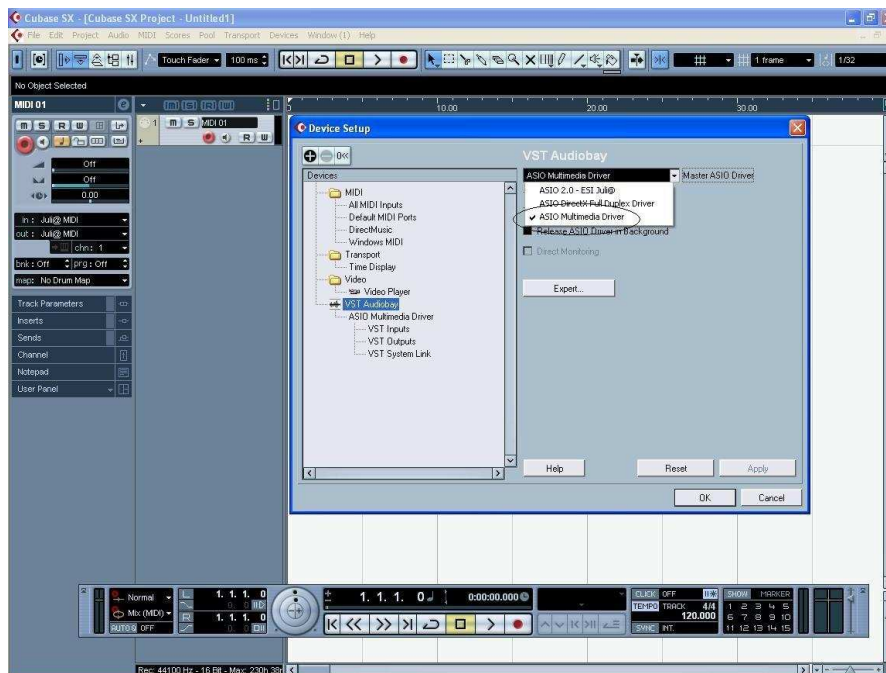 Cubase SX - [Cubase SX Project - Untitled1]
File Edit Project Audio MIDI Scores Pool Transport Devices Window (1) Help
Touch Fader 100 ms 1 frame 1/32
No Object Selected
MIDI 01
M S R W
Off
Off
0.00
in : Juli@ MIDI
out : Juli@ MIDI
chn: 1
bnk : Off prg : Off
map: No Drum Map
Track Parameters
Inserts
Sends
Channel
Notepad
User Panel
1 M S MIDI 01
R W
10.00 20.00 30.00
Device Setup
Devices
MIDI
All MIDI Inputs
Default MIDI Ports
DirectMusic
Windows MIDI
Transport
Time Display
Video
Video Player
VST Audiobay
ASIO Multimedia Driver
VST Inputs
VST Outputs
VST System Link
VST Audiobay
ASIO Multimedia Driver Master ASIO Driver
ASIO 2.0 - ESI Juli@
ASIO DirectX Full Duplex Driver
ASIO Multimedia Driver
Release ASIO Driver in Background
Direct Monitoring
Expert...
Help Reset Apply
OK Cancel
Normal
Mix (MIDI)
AUTO Q OFF
L 1. 1. 1. 0
R 1. 1. 1. 0
1. 1. 1. 0 0:00:00.000
CLICK OFF
TEMPO TRACK 4/4
120.000
SYNC INT.
SHOW MARKER
1 2 3 4 5
6 7 8 9 10
11 12 13 14 15
Rec: 44100 Hz - 16 Bit - Max: 230h 38m